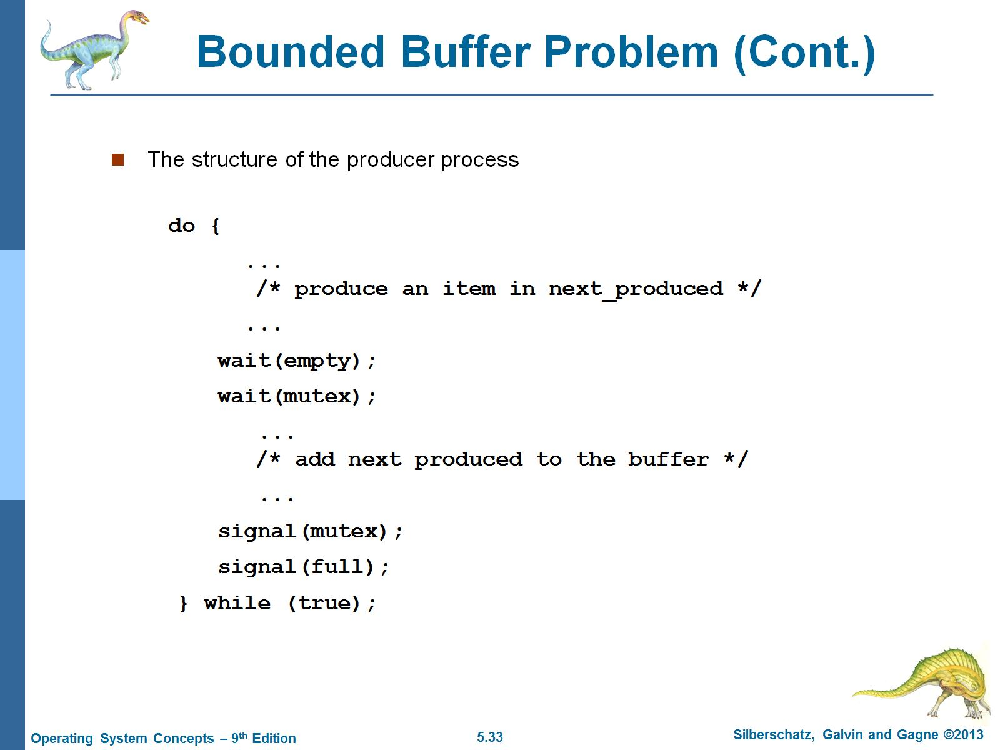 Bounded Buffer Problem (Cont.)
The structure of the producer process
do {
...
/* produce an item in next_produced */
...
wait(empty);
wait(mutex);
...
/* add next produced to the buffer */
...
signal(mutex);
signal(full);
} while (true);
Operating System Concepts – 9th Edition
5.33
Silberschatz, Galvin and Gagne ©2013